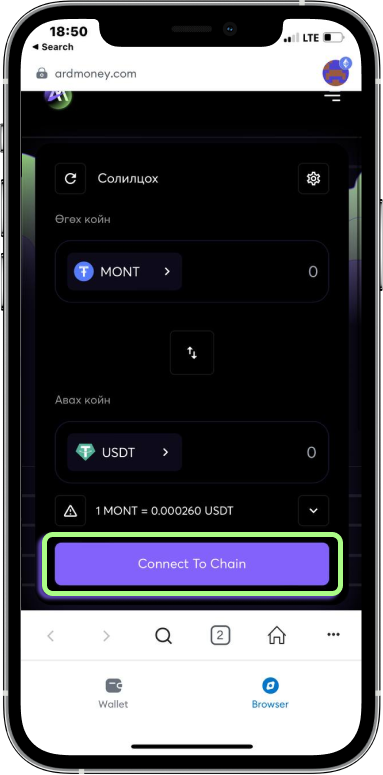 18:50
LTE
Search
ardmoney.com
Солилцох
Өгөх койн
MONT
0
Авах койн
USDT
0
1 MONT = 0.000260 USDT
Connect To Chain
2
Wallet
Browser